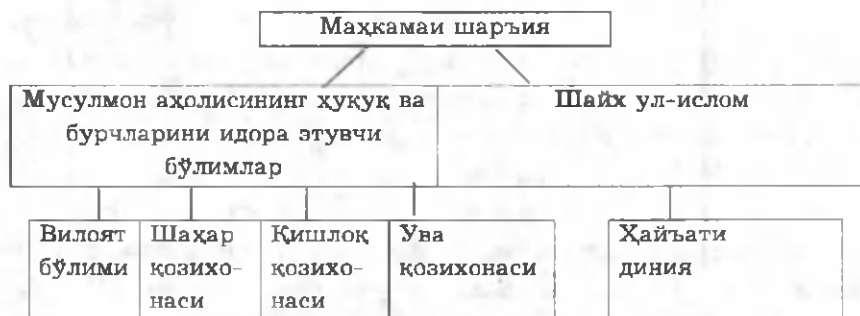 Маҳкамаи шаръия
Мусулмон аҳолисининг ҳуқуқ ва
бурчларини идора этувчи
бўлимлар
Шайх ул-ислом
Вилоят
бўлими
Шаҳар
қозихо-
наси
Қишлоқ
қозихо-
наси
Ува
қозихонаси
Ҳайъати
диния